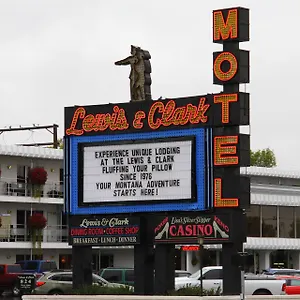 MOTEL
Lewis & Clark
EXPERIENCE UNIQUE LODGING
AT THE LEWIS & CLARK
FLUFFING YOUR PILLOW
SINCE 1976
YOUR MONTANA ADVENTURE
STARTS HERE!
Lewis & Clark
DINING ROOM & COFFEE SHOP
BREAKFAST LUNCH DINNER
CASINO